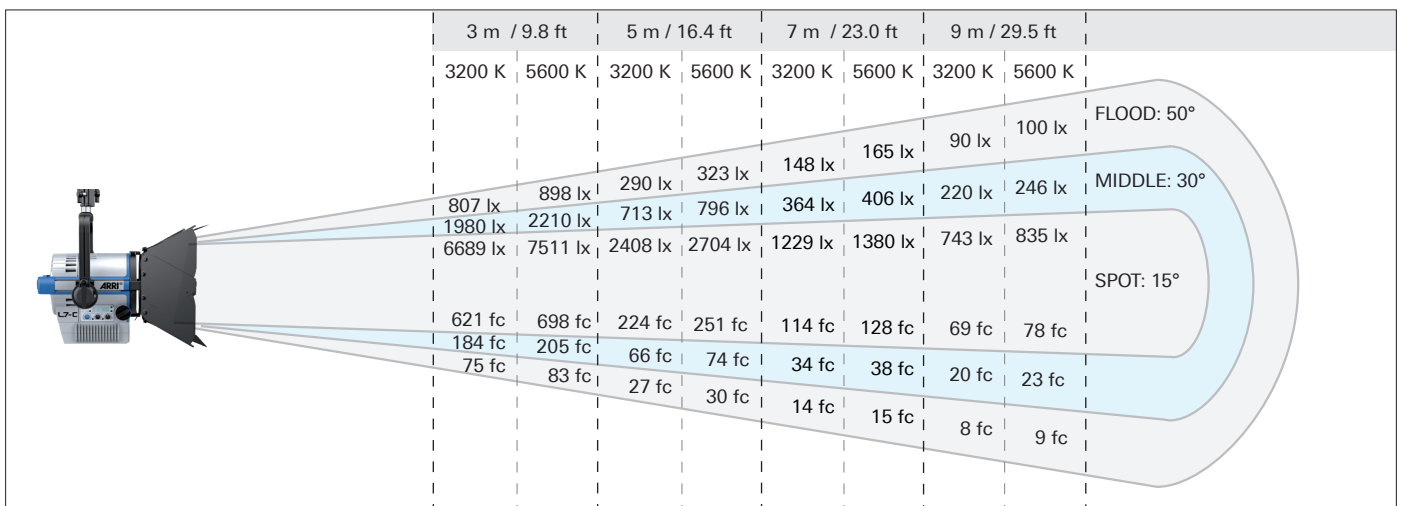 3 m / 9.8 ft 5 m / 16.4 ft 7 m / 23.0 ft 9 m / 29.5 ft
3200 K 5600 K 3200 K 5600 K 3200 K 5600 K 3200 K 5600 K
FLOOD: 50°
807 lx 898 lx 290 lx 323 lx 148 lx 165 lx 90 lx 100 lx
MIDDLE: 30°
1980 lx 2210 lx 713 lx 796 lx 364 lx 406 lx 220 lx 246 lx
6689 lx 7511 lx 2408 lx 2704 lx 1229 lx 1380 lx 743 lx 835 lx
SPOT: 15°
ARRI®
L7-C
621 fc 698 fc 224 fc 251 fc 114 fc 128 fc 69 fc 78 fc
184 fc 205 fc 66 fc 74 fc 34 fc 38 fc 20 fc 23 fc
75 fc 83 fc 27 fc 30 fc 14 fc 15 fc 8 fc 9 fc